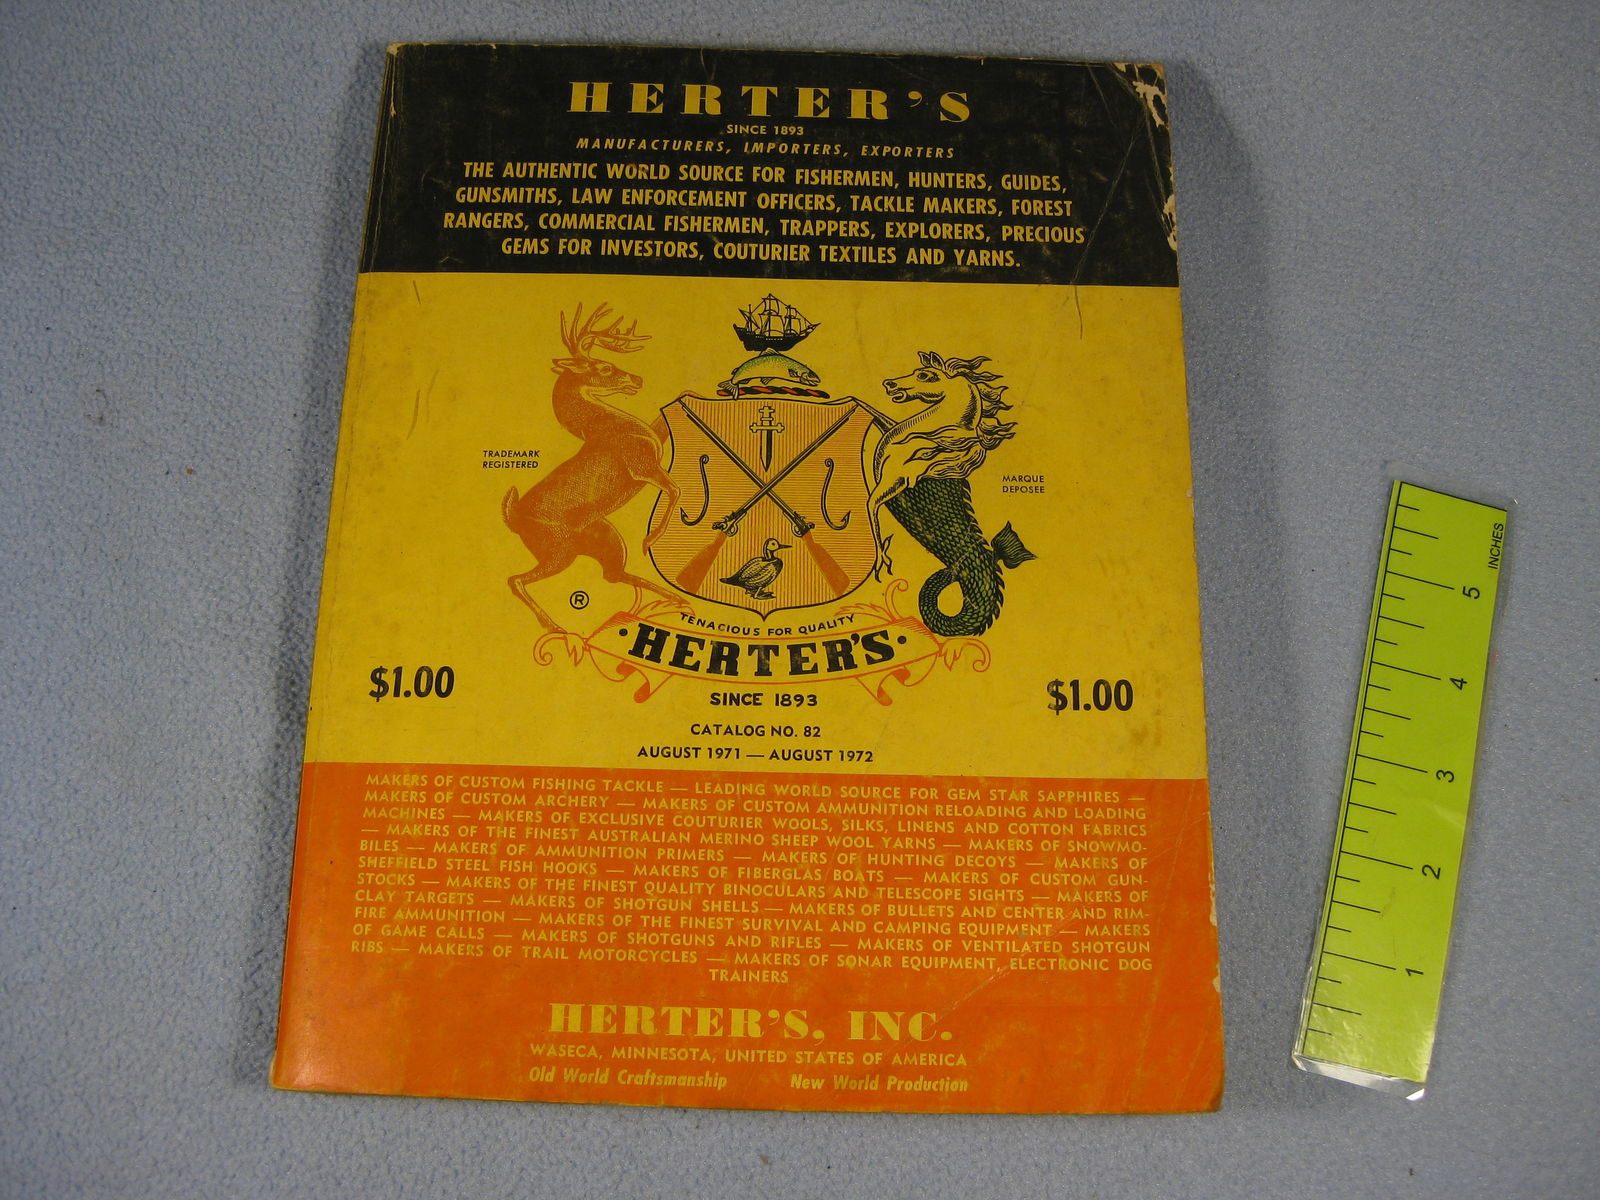 HERTER'S
SINCE 1893
MANUFACTURERS, IMPORTERS, EXPORTERS
THE AUTHENTIC WORLD SOURCE FOR FISHERMEN, HUNTERS, GUIDES,
GUNSMITHS, LAW ENFORCEMENT OFFICERS, TACKLE MAKERS, FOREST
RANGERS, COMMERCIAL FISHERMEN, TRAPPERS, EXPLORERS, PRECIOUS
GEMS FOR INVESTORS, COUTURIER TEXTILES AND YARNS.
TRADEMARK
REGISTERED
MARQUE
DEPOSEE
®
TENACIOUS FOR QUALITY
·HERTER'S·
SINCE 1893
$1.00
$1.00
CATALOG NO. 82
AUGUST 1971 — AUGUST 1972
MAKERS OF CUSTOM FISHING TACKLE — LEADING WORLD SOURCE FOR GEM STAR SAPPHIRES —
MAKERS OF CUSTOM ARCHERY — MAKERS OF CUSTOM AMMUNITION RELOADING AND LOADING
MACHINES — MAKERS OF EXCLUSIVE COUTURIER WOOLS, SILKS, LINENS AND COTTON FABRICS
— MAKERS OF THE FINEST AUSTRALIAN MERINO SHEEP WOOL YARNS — MAKERS OF SNOWMO-
BILES — MAKERS OF AMMUNITION PRIMERS — MAKERS OF HUNTING DECOYS — MAKERS OF
SHEFFIELD STEEL FISH HOOKS — MAKERS OF FIBERGLAS BOATS — MAKERS OF CUSTOM GUN-
STOCKS — MAKERS OF THE FINEST QUALITY BINOCULARS AND TELESCOPE SIGHTS — MAKERS OF
CLAY TARGETS — MAKERS OF SHOTGUN SHELLS — MAKERS OF BULLETS AND CENTER AND RIM-
FIRE AMMUNITION — MAKERS OF THE FINEST SURVIVAL AND CAMPING EQUIPMENT — MAKERS
OF GAME CALLS — MAKERS OF SHOTGUNS AND RIFLES — MAKERS OF VENTILATED SHOTGUN
RIBS — MAKERS OF TRAIL MOTORCYCLES — MAKERS OF SONAR EQUIPMENT, ELECTRONIC DOG
TRAINERS
HERTER'S, INC.
WASECA, MINNESOTA, UNITED STATES OF AMERICA
Old World Craftsmanship New World Production
INCHES
5
4
3
2
1